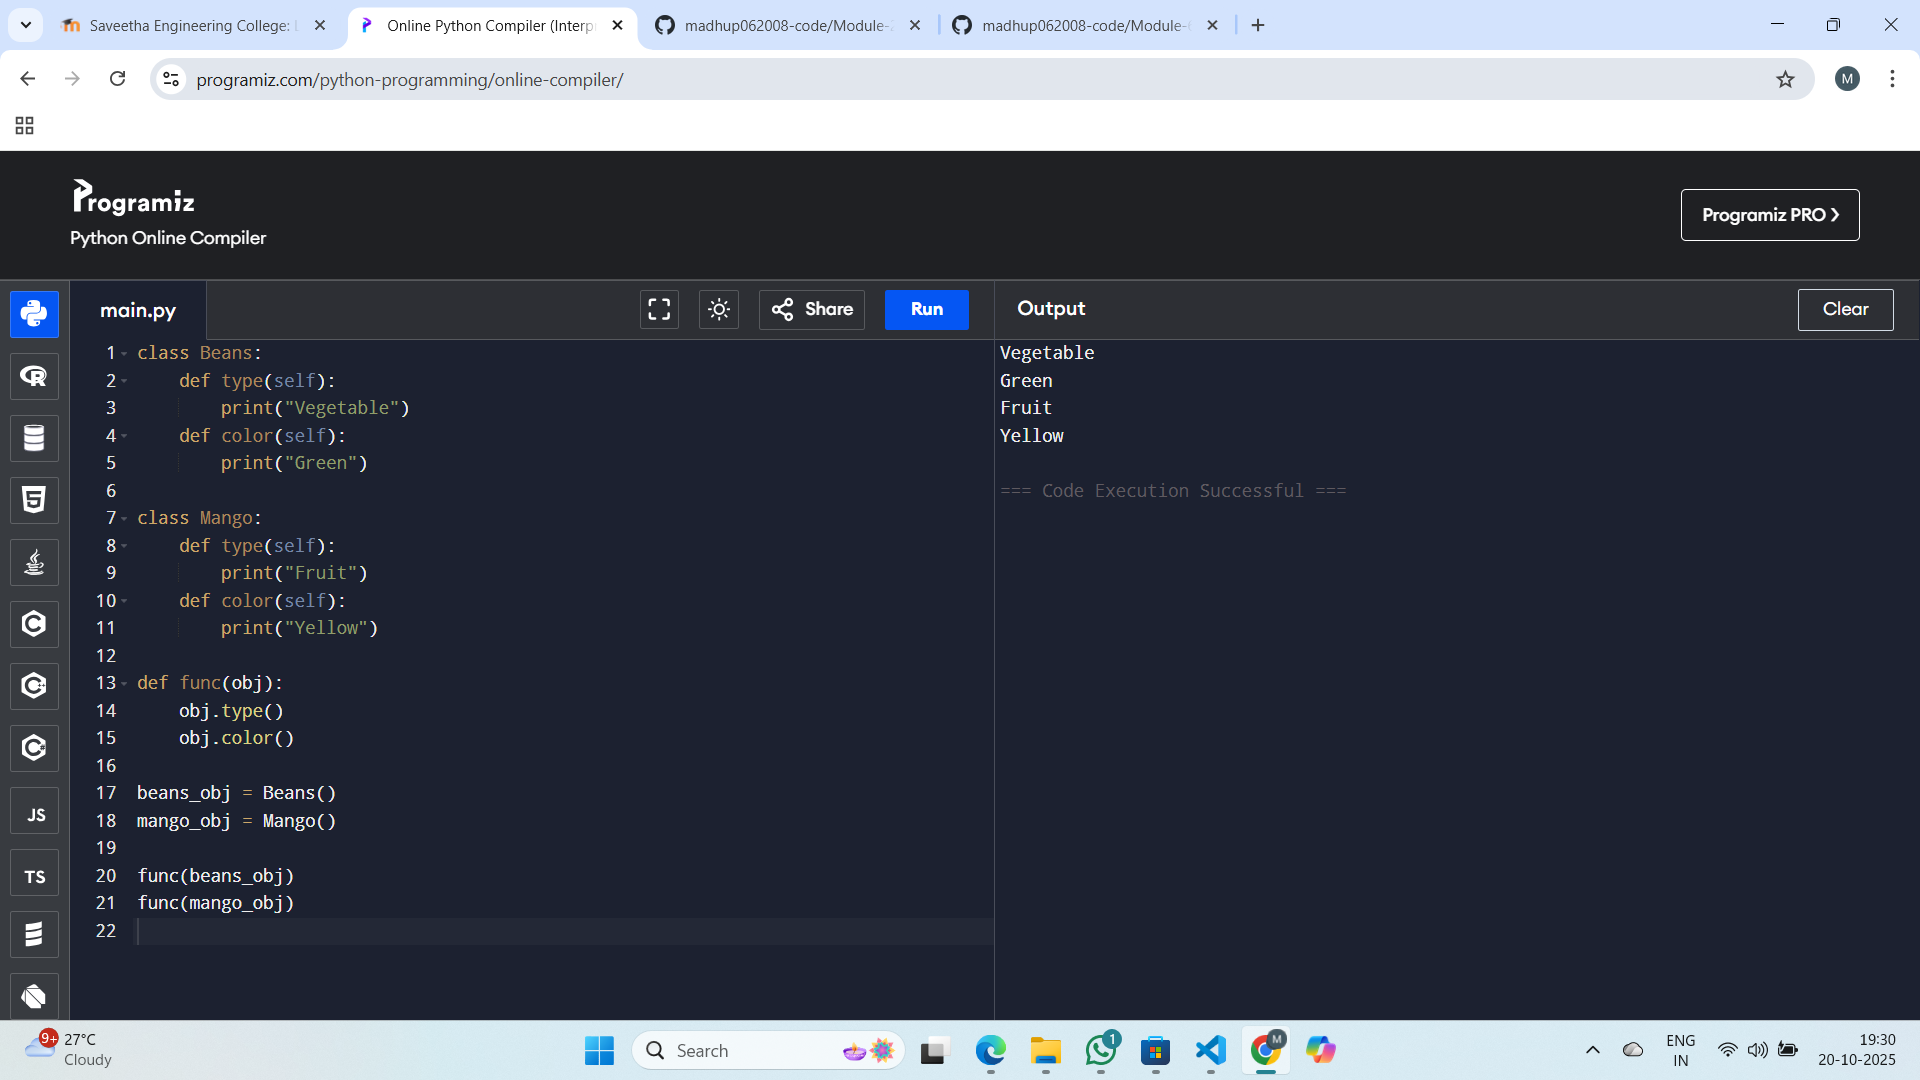 Saveetha Engineering College: 
Online Python Compiler (Interp
madhup062008-code/Module-
madhup062008-code/Module-
programiz.com/python-programming/online-compiler/
M
Programiz
Python Online Compiler
Programiz PRO
main.py
Share
Run
Output
Clear
1 class Beans:
2     def type(self):
3         print("Vegetable")
4     def color(self):
5         print("Green")
6
7 class Mango:
8     def type(self):
9         print("Fruit")
10     def color(self):
11         print("Yellow")
12
13 def func(obj):
14     obj.type()
15     obj.color()
16
17 beans_obj = Beans()
18 mango_obj = Mango()
19
20 func(beans_obj)
21 func(mango_obj)
22
Vegetable
Green
Fruit
Yellow
=== Code Execution Successful ===
R
5
C
C
C
JS
TS
9+
27°C
Cloudy
Search
1
M
ENG
IN
19:30
20-10-2025